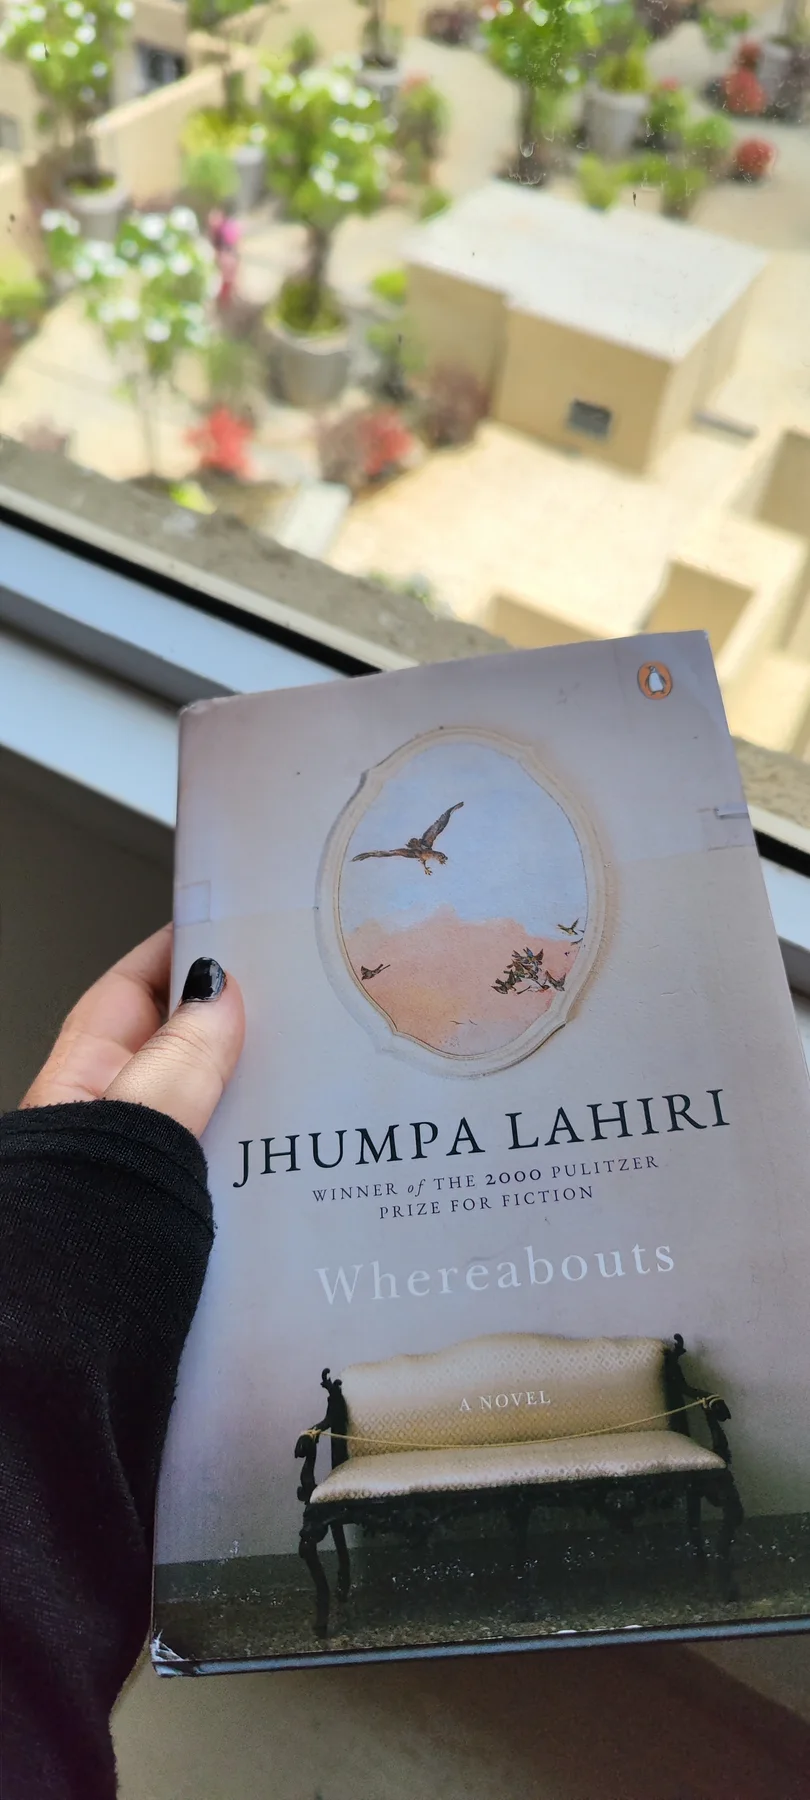 JHUMPA LAHIRI
WINNER of THE 2000 PULITZER
PRIZE FOR FICTION
Whereabouts
A NOVEL